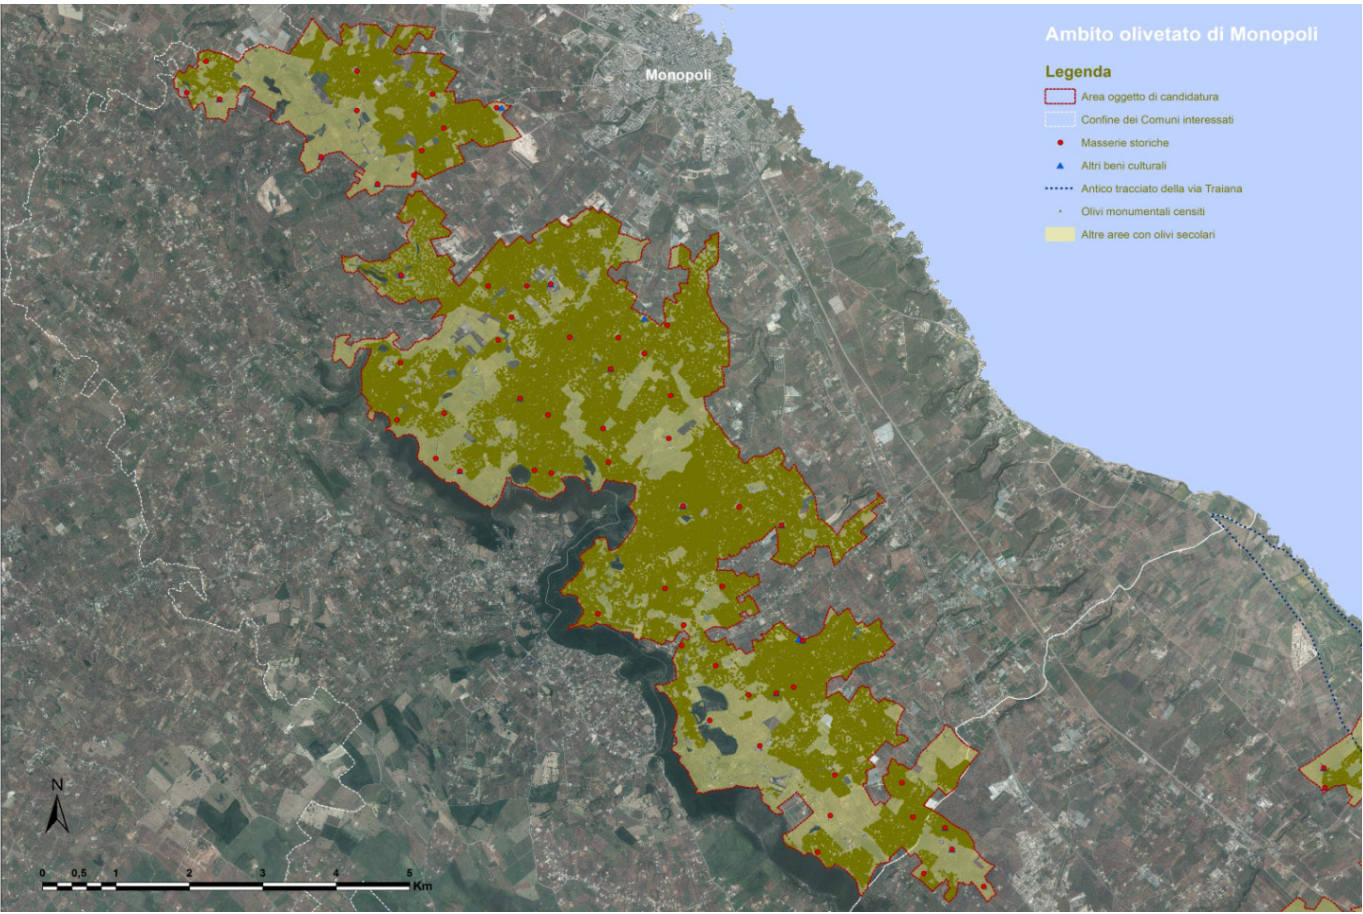 Ambito olivetato di Monopoli
Monopoli
Legenda
Area oggetto di candidatura
Confine dei Comuni interessati
Masserie storiche
Altri beni culturali
Antico tracciato della via Traiana
Olivi monumentali censiti
Altre aree con olivi secolari
N
0 0,5 1 2 3 4 5
Km